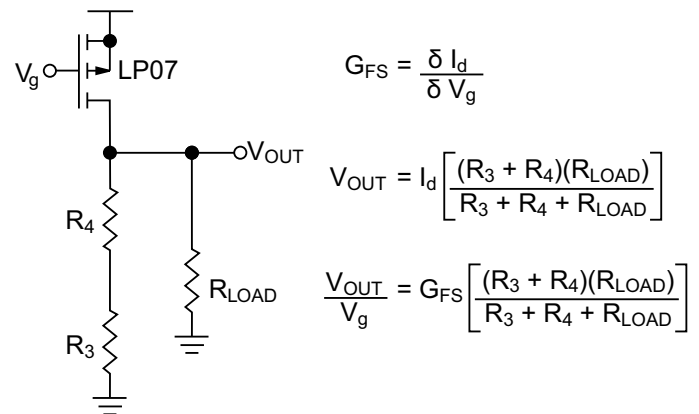 V_g
LP07
V_OUT
R_4
R_LOAD
R_3
G_FS = δ I_d / δ V_g
V_OUT = I_d [ (R_3 + R_4)(R_LOAD) / R_3 + R_4 + R_LOAD ]
V_OUT / V_g = G_FS [ (R_3 + R_4)(R_LOAD) / R_3 + R_4 + R_LOAD ]